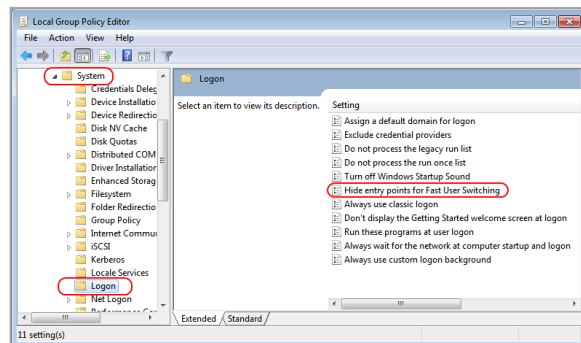 Local Group Policy Editor
File Action View Help
System
Credentials Deleg
Device Installatio
Device Redirectio
Disk NV Cache
Disk Quotas
Distributed COM
Driver Installation
Enhanced Storag
Filesystem
Folder Redirectio
Group Policy
Internet Commu
iSCSI
Kerberos
Locale Services
Logon
Net Logon
Logon
Select an item to view its description.
Setting
Assign a default domain for logon
Exclude credential providers
Do not process the legacy run list
Do not process the run once list
Turn off Windows Startup Sound
Hide entry points for Fast User Switching
Always use classic logon
Don't display the Getting Started welcome screen at logon
Run these programs at user logon
Always wait for the network at computer startup and logon
Always use custom logon background
Extended Standard
11 setting(s)